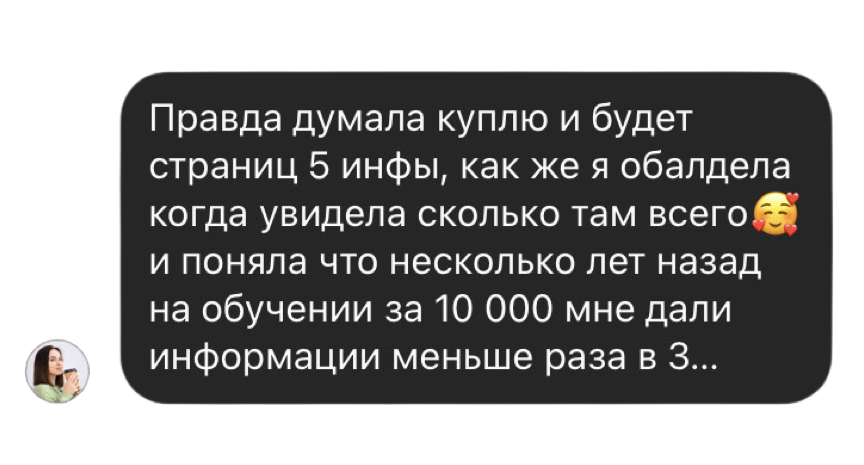 Правда думала куплю и будет
страниц 5 инфы, как же я обалдела
когда увидела сколько там всего🥰
и поняла что несколько лет назад
на обучении за 10 000 мне дали
информации меньше раза в 3...